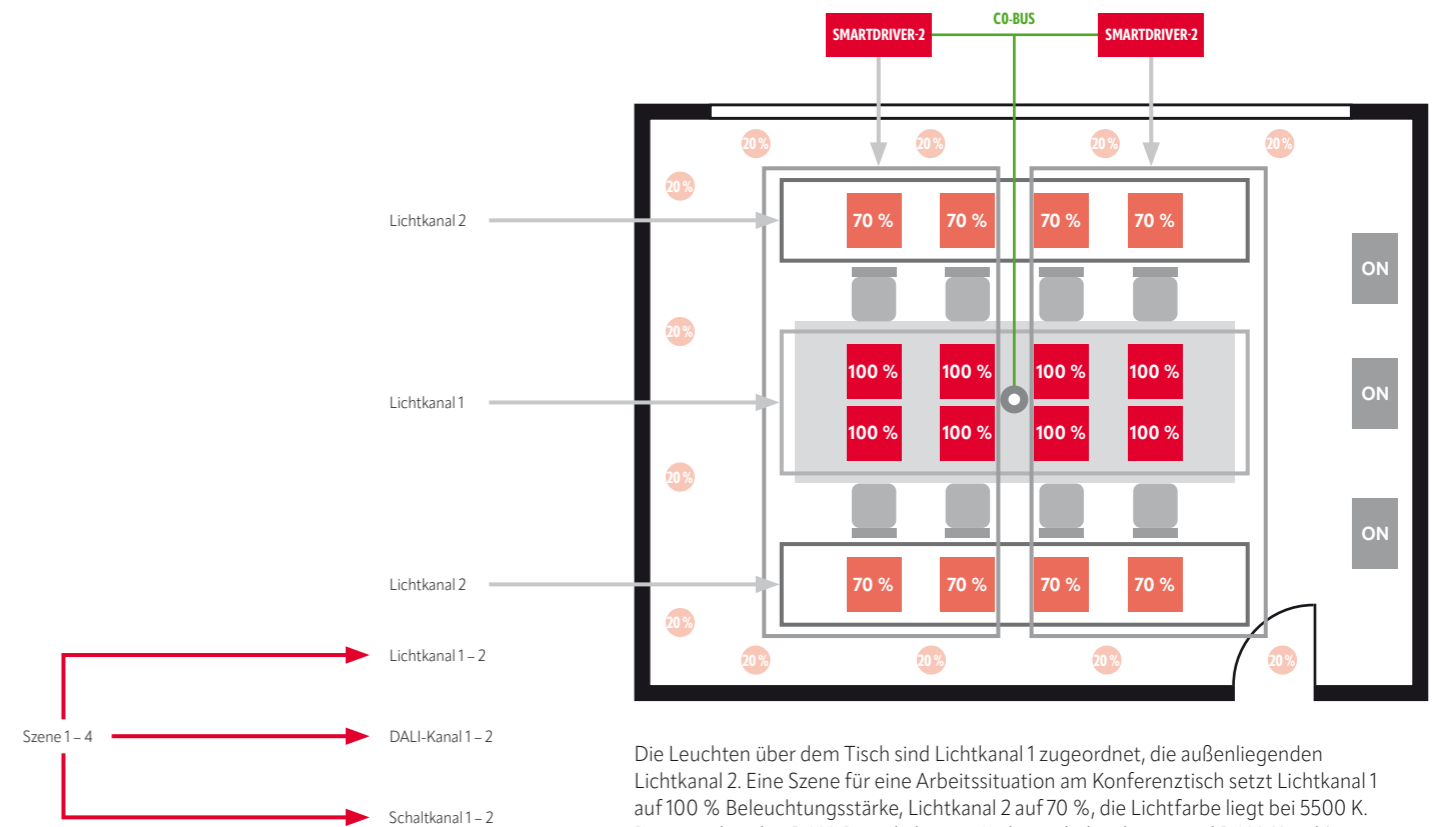 CO-BUS
SMARTDRIVER-2
SMARTDRIVER-2
20 %
20 %
20 %
20 %
20 %
Lichtkanal 2
70 %
70 %
70 %
70 %
ON
20 %
Lichtkanal 1
100 %
100 %
100 %
100 %
ON
100 %
100 %
100 %
100 %
20 %
ON
Lichtkanal 2
70 %
70 %
70 %
70 %
20 %
20 %
20 %
20 %
20 %
Lichtkanal 1 – 2
Szene 1 – 4
DALI-Kanal 1 – 2
Schaltkanal 1 – 2
Die Leuchten über dem Tisch sind Lichtkanal 1 zugeordnet, die außenliegenden
Lichtkanal 2. Eine Szene für eine Arbeitssituation am Konferenztisch setzt Lichtkanal 1
auf 100 % Beleuchtungsstärke, Lichtkanal 2 auf 70 %, die Lichtfarbe liegt bei 5500 K.